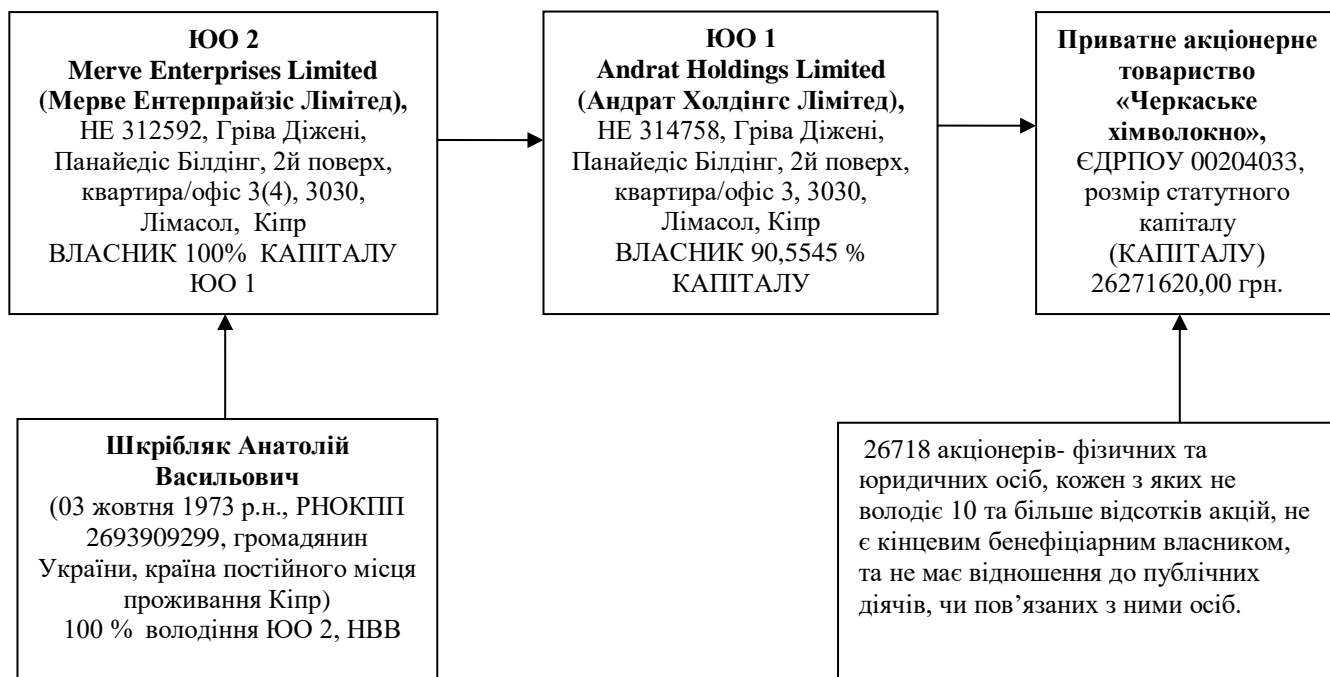 ЮО 2
Merve Enterprises Limited
(Мерве Ентерпрайзіс Лімітед),
НЕ 312592, Гріва Діжені,
Панайедіс Білдінг, 2й поверх,
квартира/офіс 3(4), 3030,
Лімасол, Кіпр
ВЛАСНИК 100% КАПІТАЛУ
ЮО 1
ЮО 1
Andrat Holdings Limited
(Андрат Холдінгс Лімітед),
НЕ 314758, Гріва Діжені,
Панайедіс Білдінг, 2й поверх,
квартира/офіс 3, 3030,
Лімасол, Кіпр
ВЛАСНИК 90,5545 %
КАПІТАЛУ
Приватне акціонерне
товариство
«Черкаське
хімволокно»,
ЄДРПОУ 00204033,
розмір статутного
капіталу
(КАПІТАЛУ)
26271620,00 грн.
Шкрібляк Анатолій
Васильович
(03 жовтня 1973 р.н., РНОКПП
2693909299, громадянин
України, країна постійного місця
проживання Кіпр)
100 % володіння ЮО 2, НВВ
26718 акціонерів- фізичних та
юридичних осіб, кожен з яких не
володіє 10 та більше відсотків акцій, не
є кінцевим бенефіціарним власником,
та не має відношення до публічних
діячів, чи пов’язаних з ними осіб.